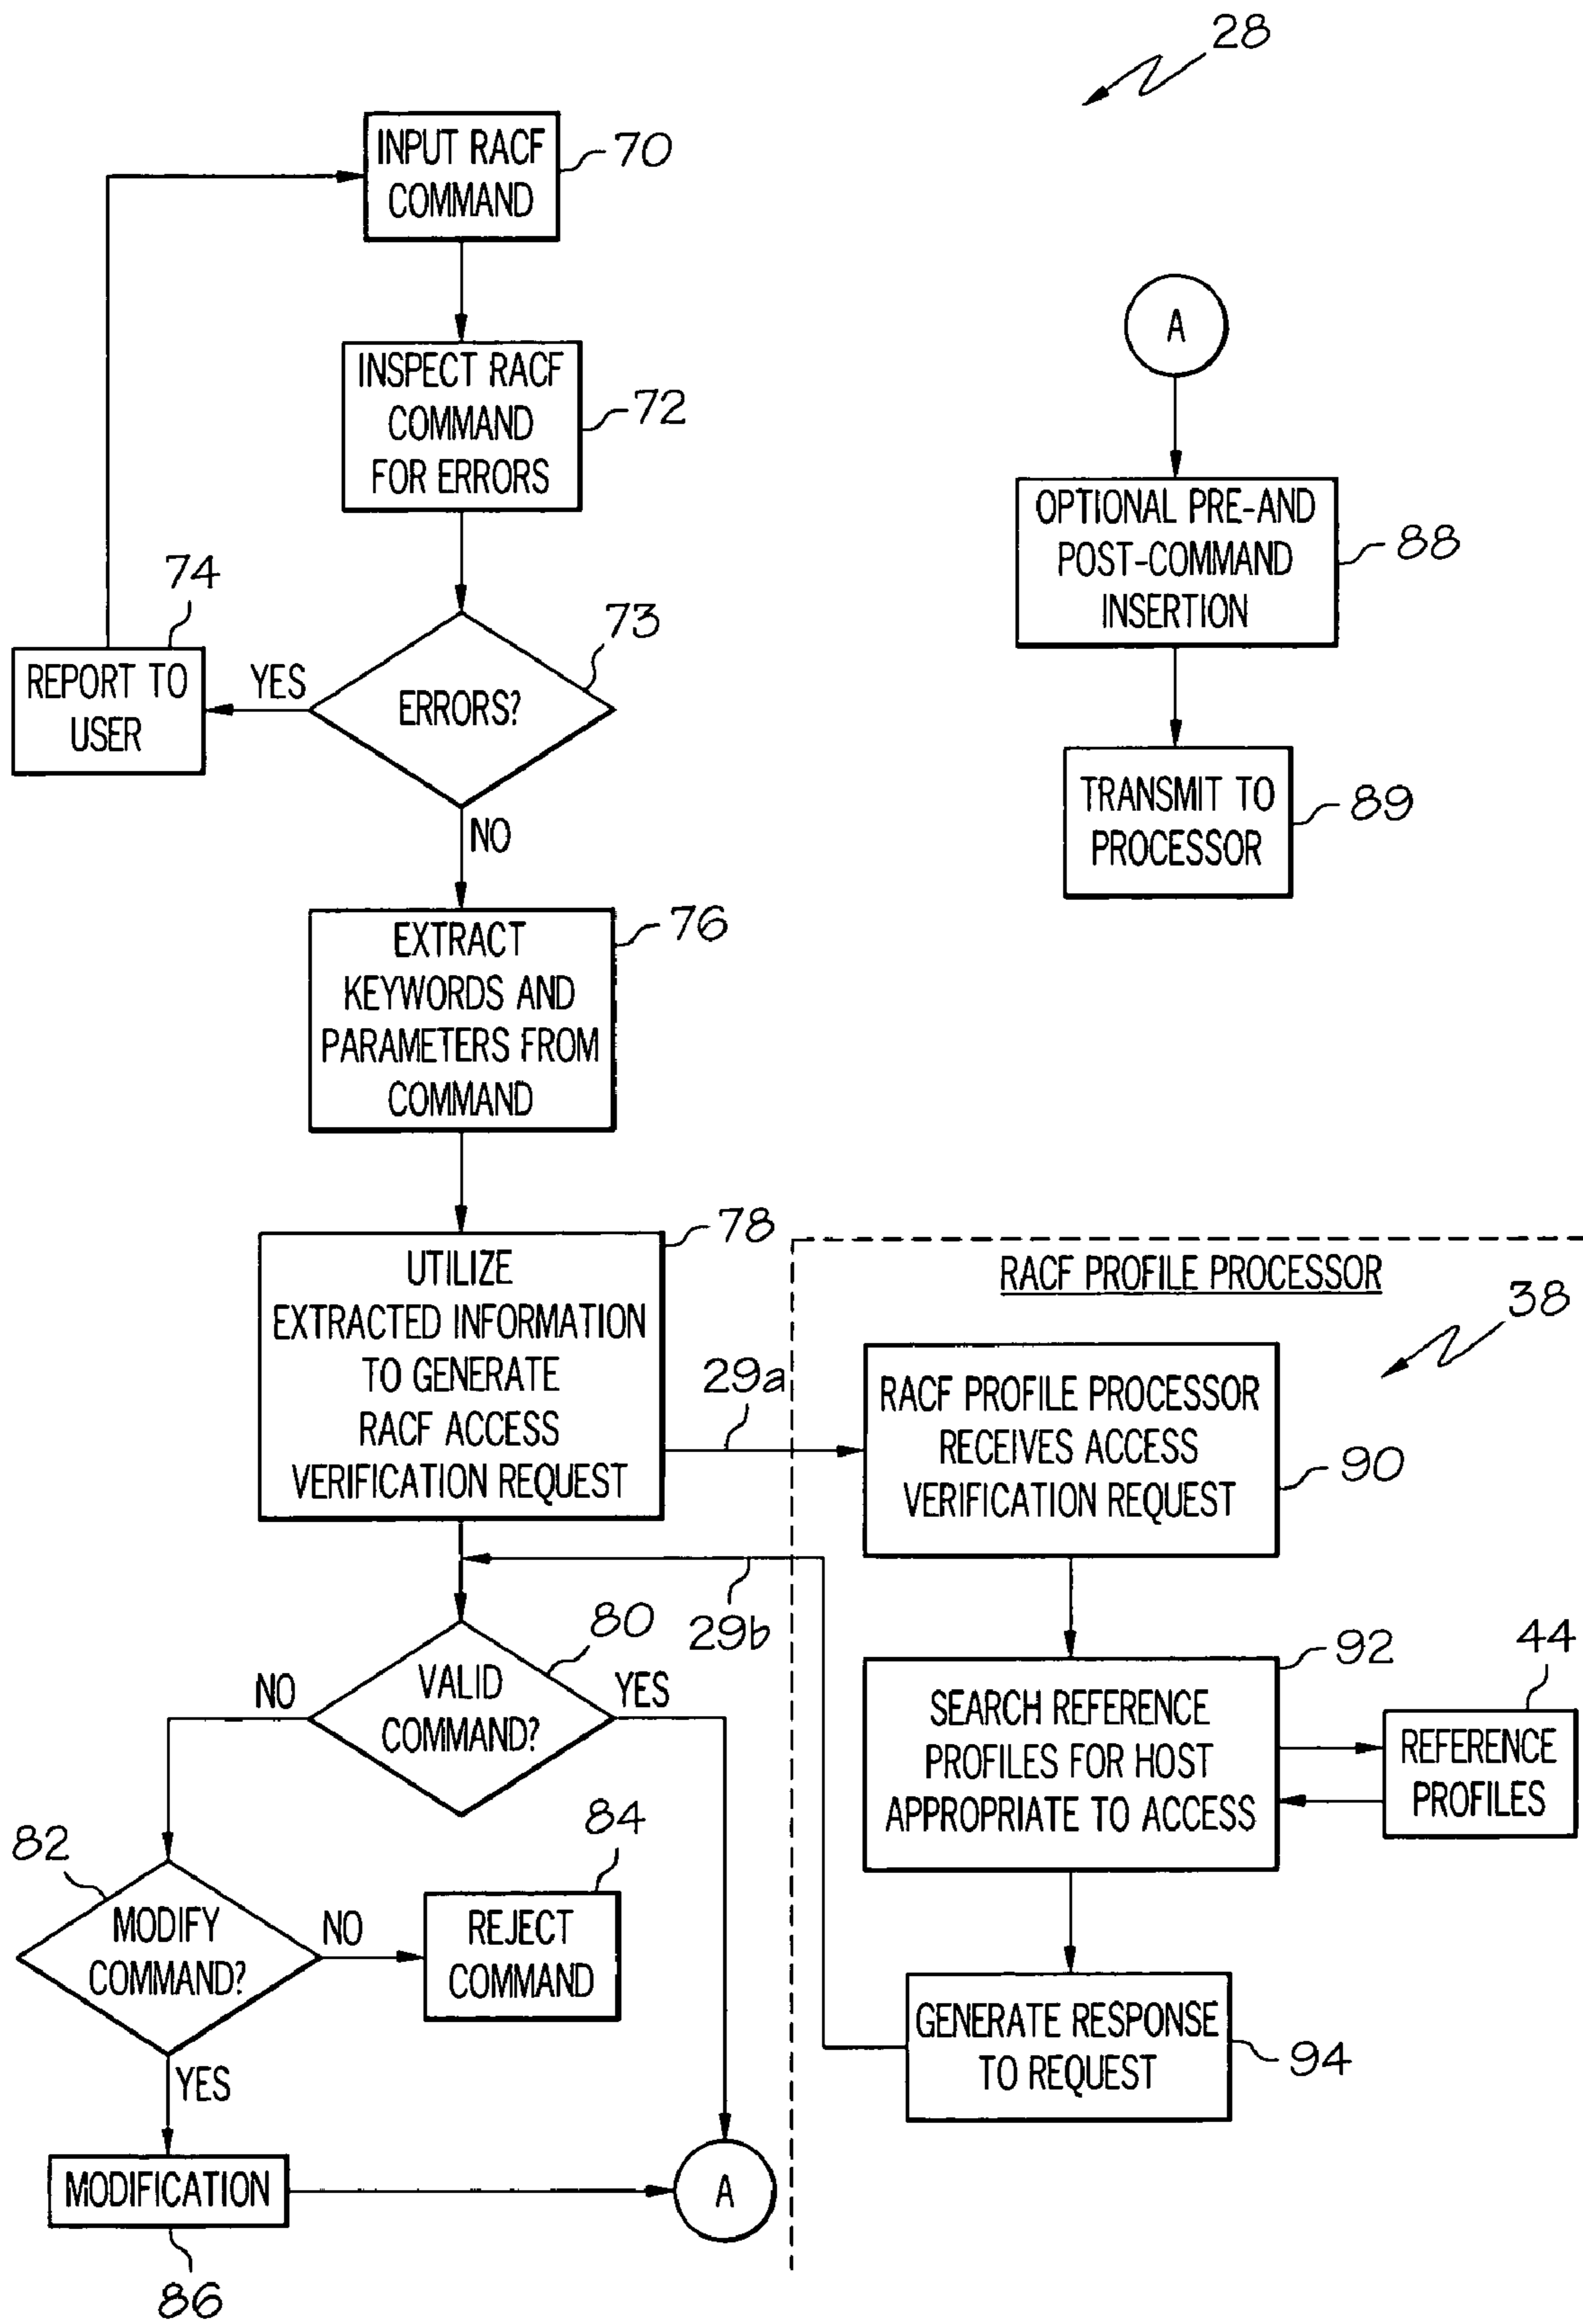 28
INPUT RACF
COMMAND
70
INSPECT RACF
COMMAND
FOR ERRORS
72
74
REPORT TO
USER
YES
73
ERRORS?
NO
EXTRACT
KEYWORDS AND
PARAMETERS FROM
COMMAND
76
UTILIZE
EXTRACTED INFORMATION
TO GENERATE
RACF ACCESS
VERIFICATION REQUEST
78
29a
29b
80
VALID
COMMAND?
NO
YES
82
MODIFY
COMMAND?
NO
84
REJECT
COMMAND
YES
MODIFICATION
86
A
A
OPTIONAL PRE-AND
POST-COMMAND
INSERTION
88
TRANSMIT TO
PROCESSOR
89
RACF PROFILE PROCESSOR
38
RACF PROFILE PROCESSOR
RECEIVES ACCESS
VERIFICATION REQUEST
90
92
SEARCH REFERENCE
PROFILES FOR HOST
APPROPRIATE TO ACCESS
44
REFERENCE
PROFILES
GENERATE RESPONSE
TO REQUEST
94